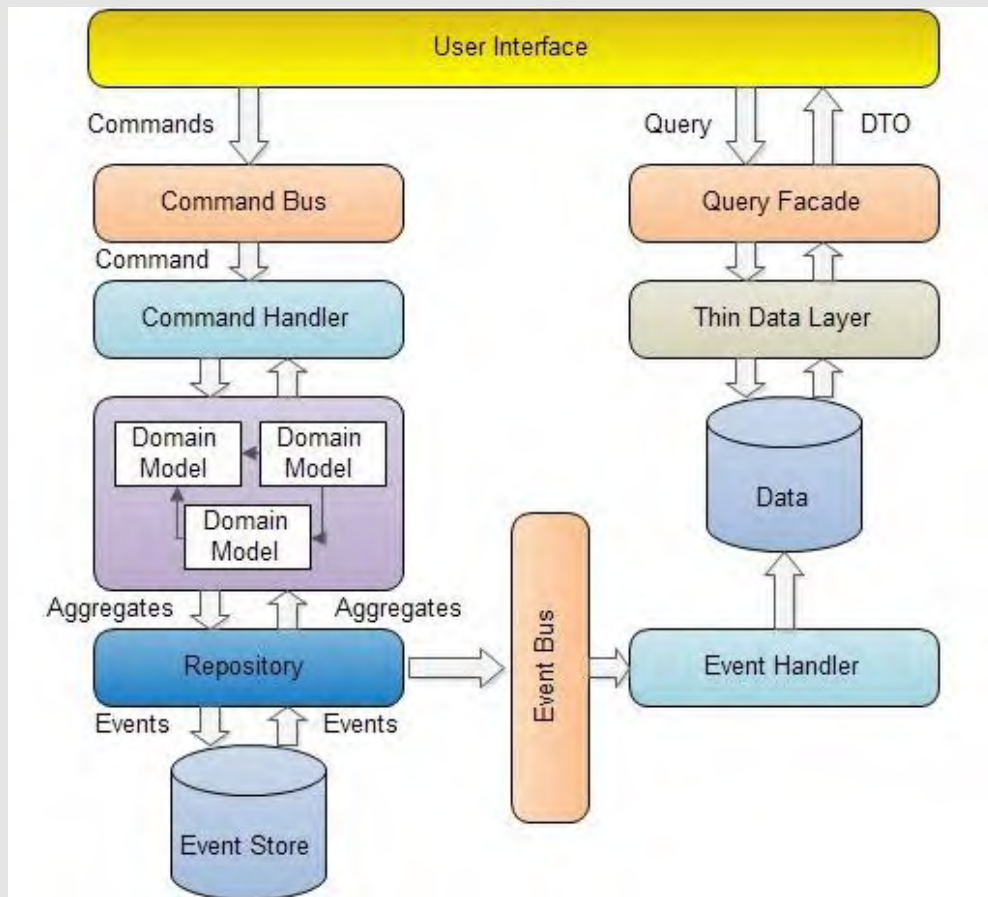 User Interface
Commands
Query
DTO
Command Bus
Query Facade
Command
Command Handler
Thin Data Layer
Domain
Model
Domain
Model
Domain
Model
Data
Aggregates
Aggregates
Repository
Event Bus
Event Handler
Events
Events
Event Store